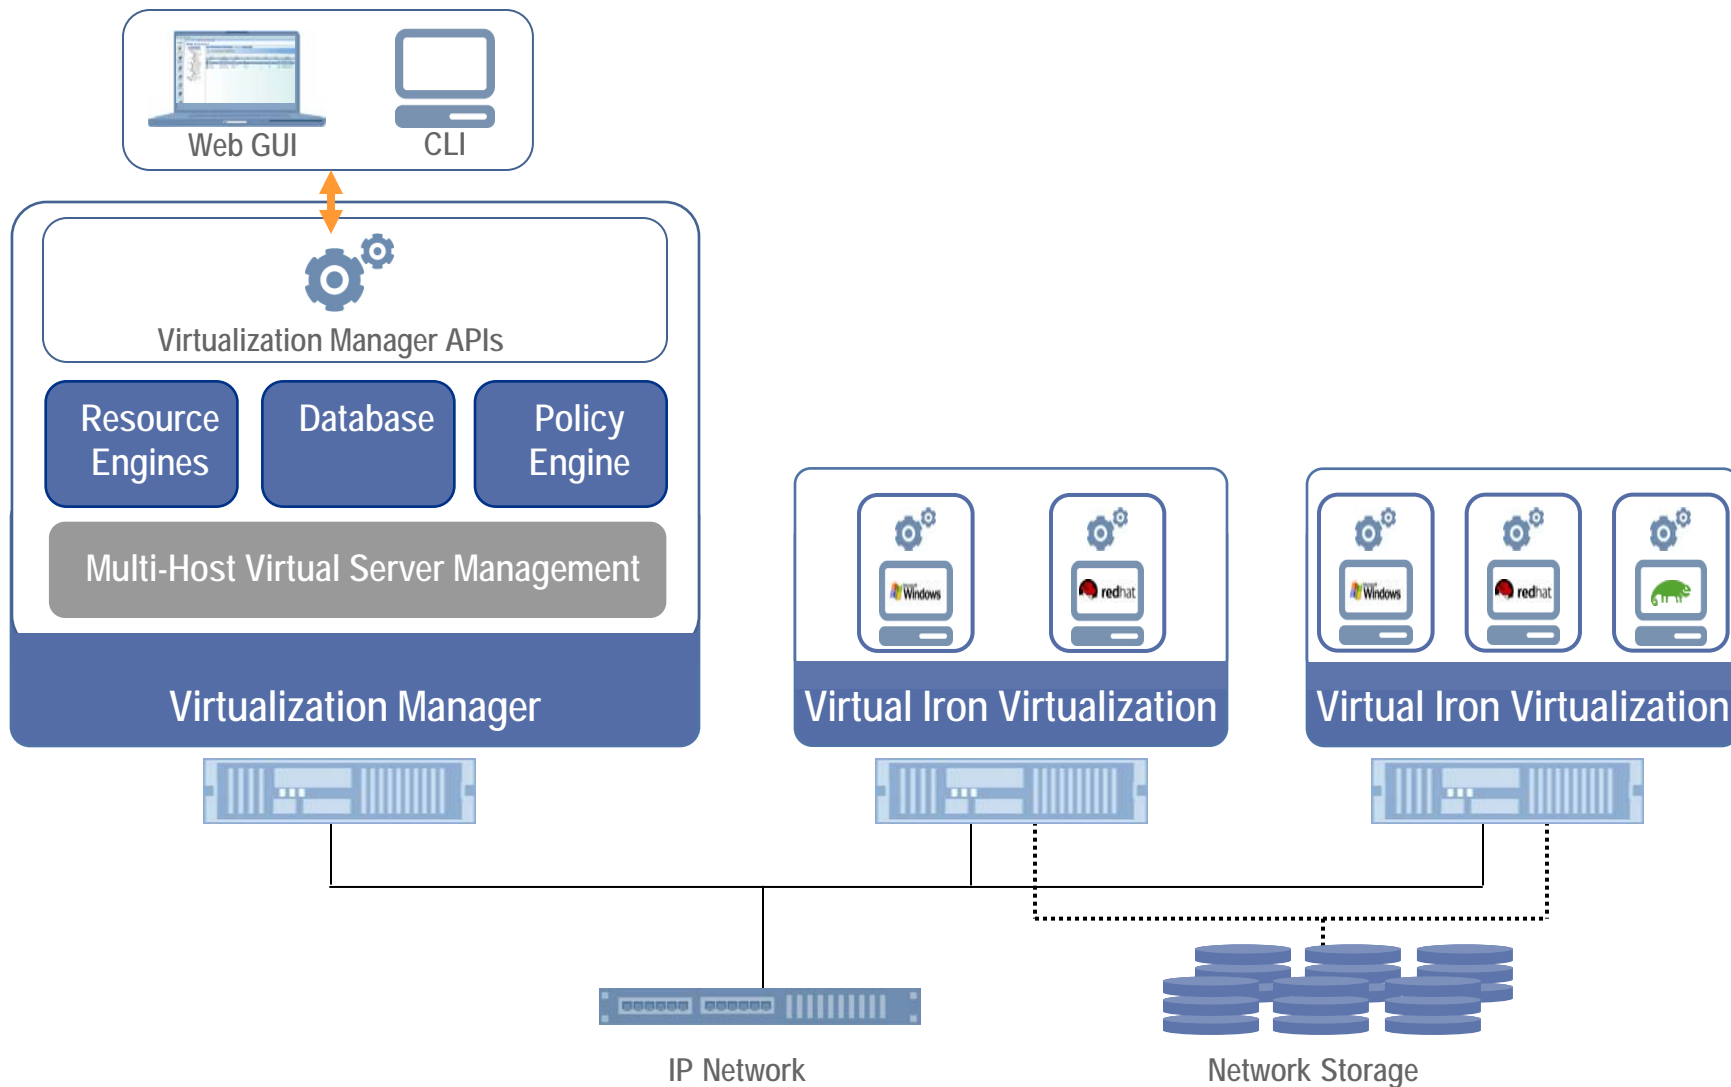 Web GUI
CLI
Virtualization Manager APIs
Resource
Engines
Database
Policy
Engine
Multi-Host Virtual Server Management
Virtualization Manager
Windows
redhat
Virtual Iron Virtualization
Windows
redhat
Virtual Iron Virtualization
IP Network
Network Storage